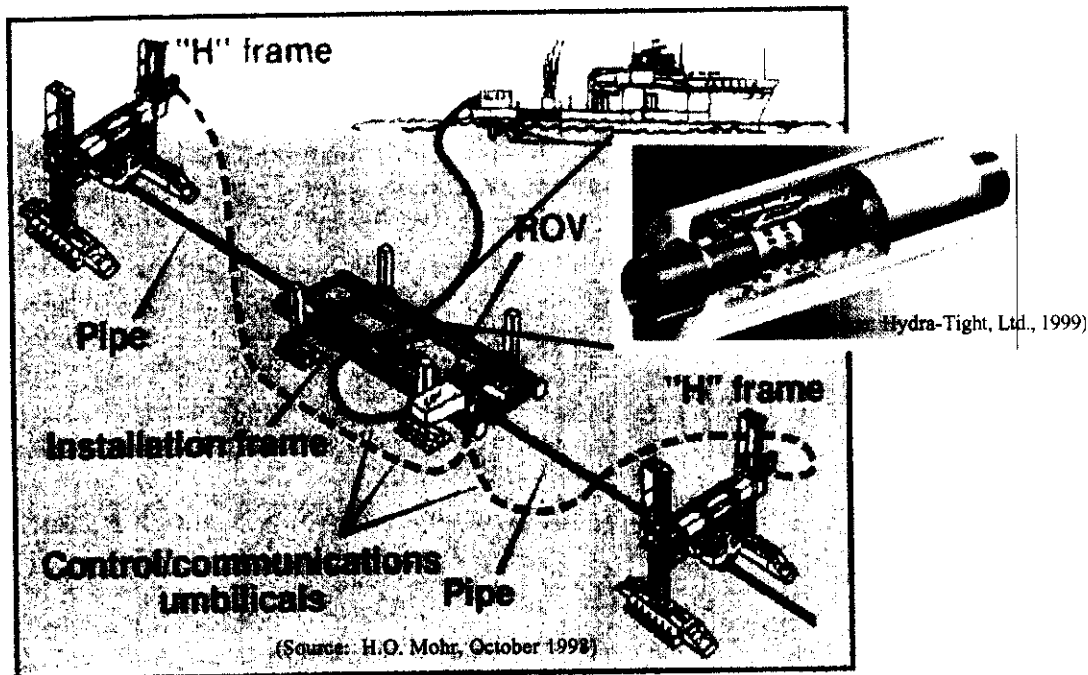 "H" frame
ROV
Pipe
Hydra-Tight, Ltd., 1999)
"H" frame
Installation frame
Control/communications
umbilicals
Pipe
(Source: H.O. Mohr, October 1998)